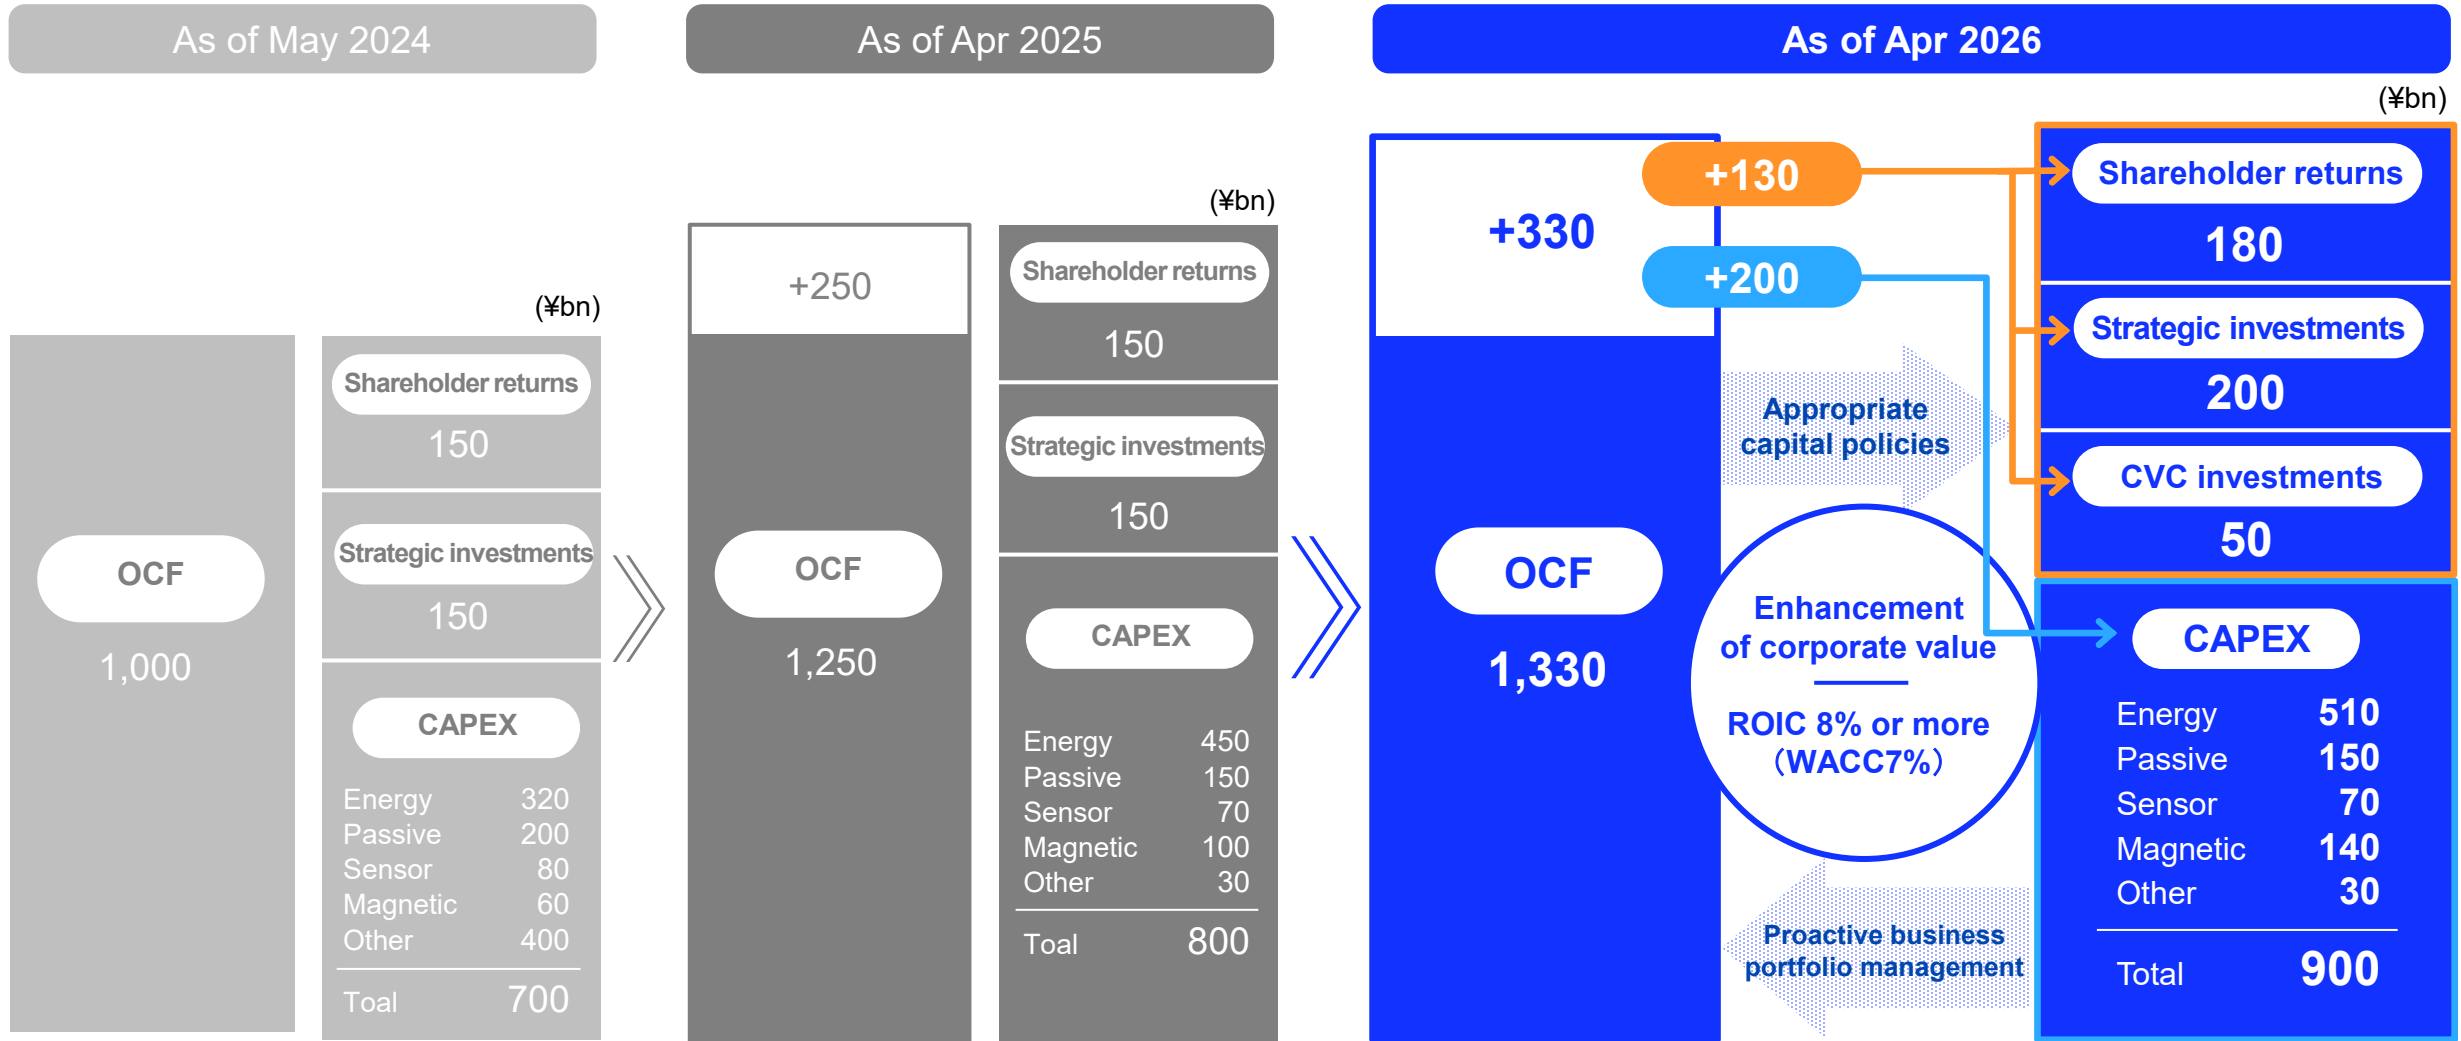 As of May 2024
(¥bn)
OCF
1,000
Shareholder returns
150
Strategic investments
150
CAPEX
Energy 320
Passive 200
Sensor 80
Magnetic 60
Other 400
Toal 700
As of Apr 2025
(¥bn)
+250
OCF
1,250
Shareholder returns
150
Strategic investments
150
CAPEX
Energy 450
Passive 150
Sensor 70
Magnetic 100
Other 30
Toal 800
As of Apr 2026
(¥bn)
+330
+130
+200
OCF
1,330
Appropriate
capital policies
Enhancement
of corporate value
ROIC 8% or more
（WACC7%）
Proactive business
portfolio management
Shareholder returns
180
Strategic investments
200
CVC investments
50
CAPEX
Energy 510
Passive 150
Sensor 70
Magnetic 140
Other 30
Total 900